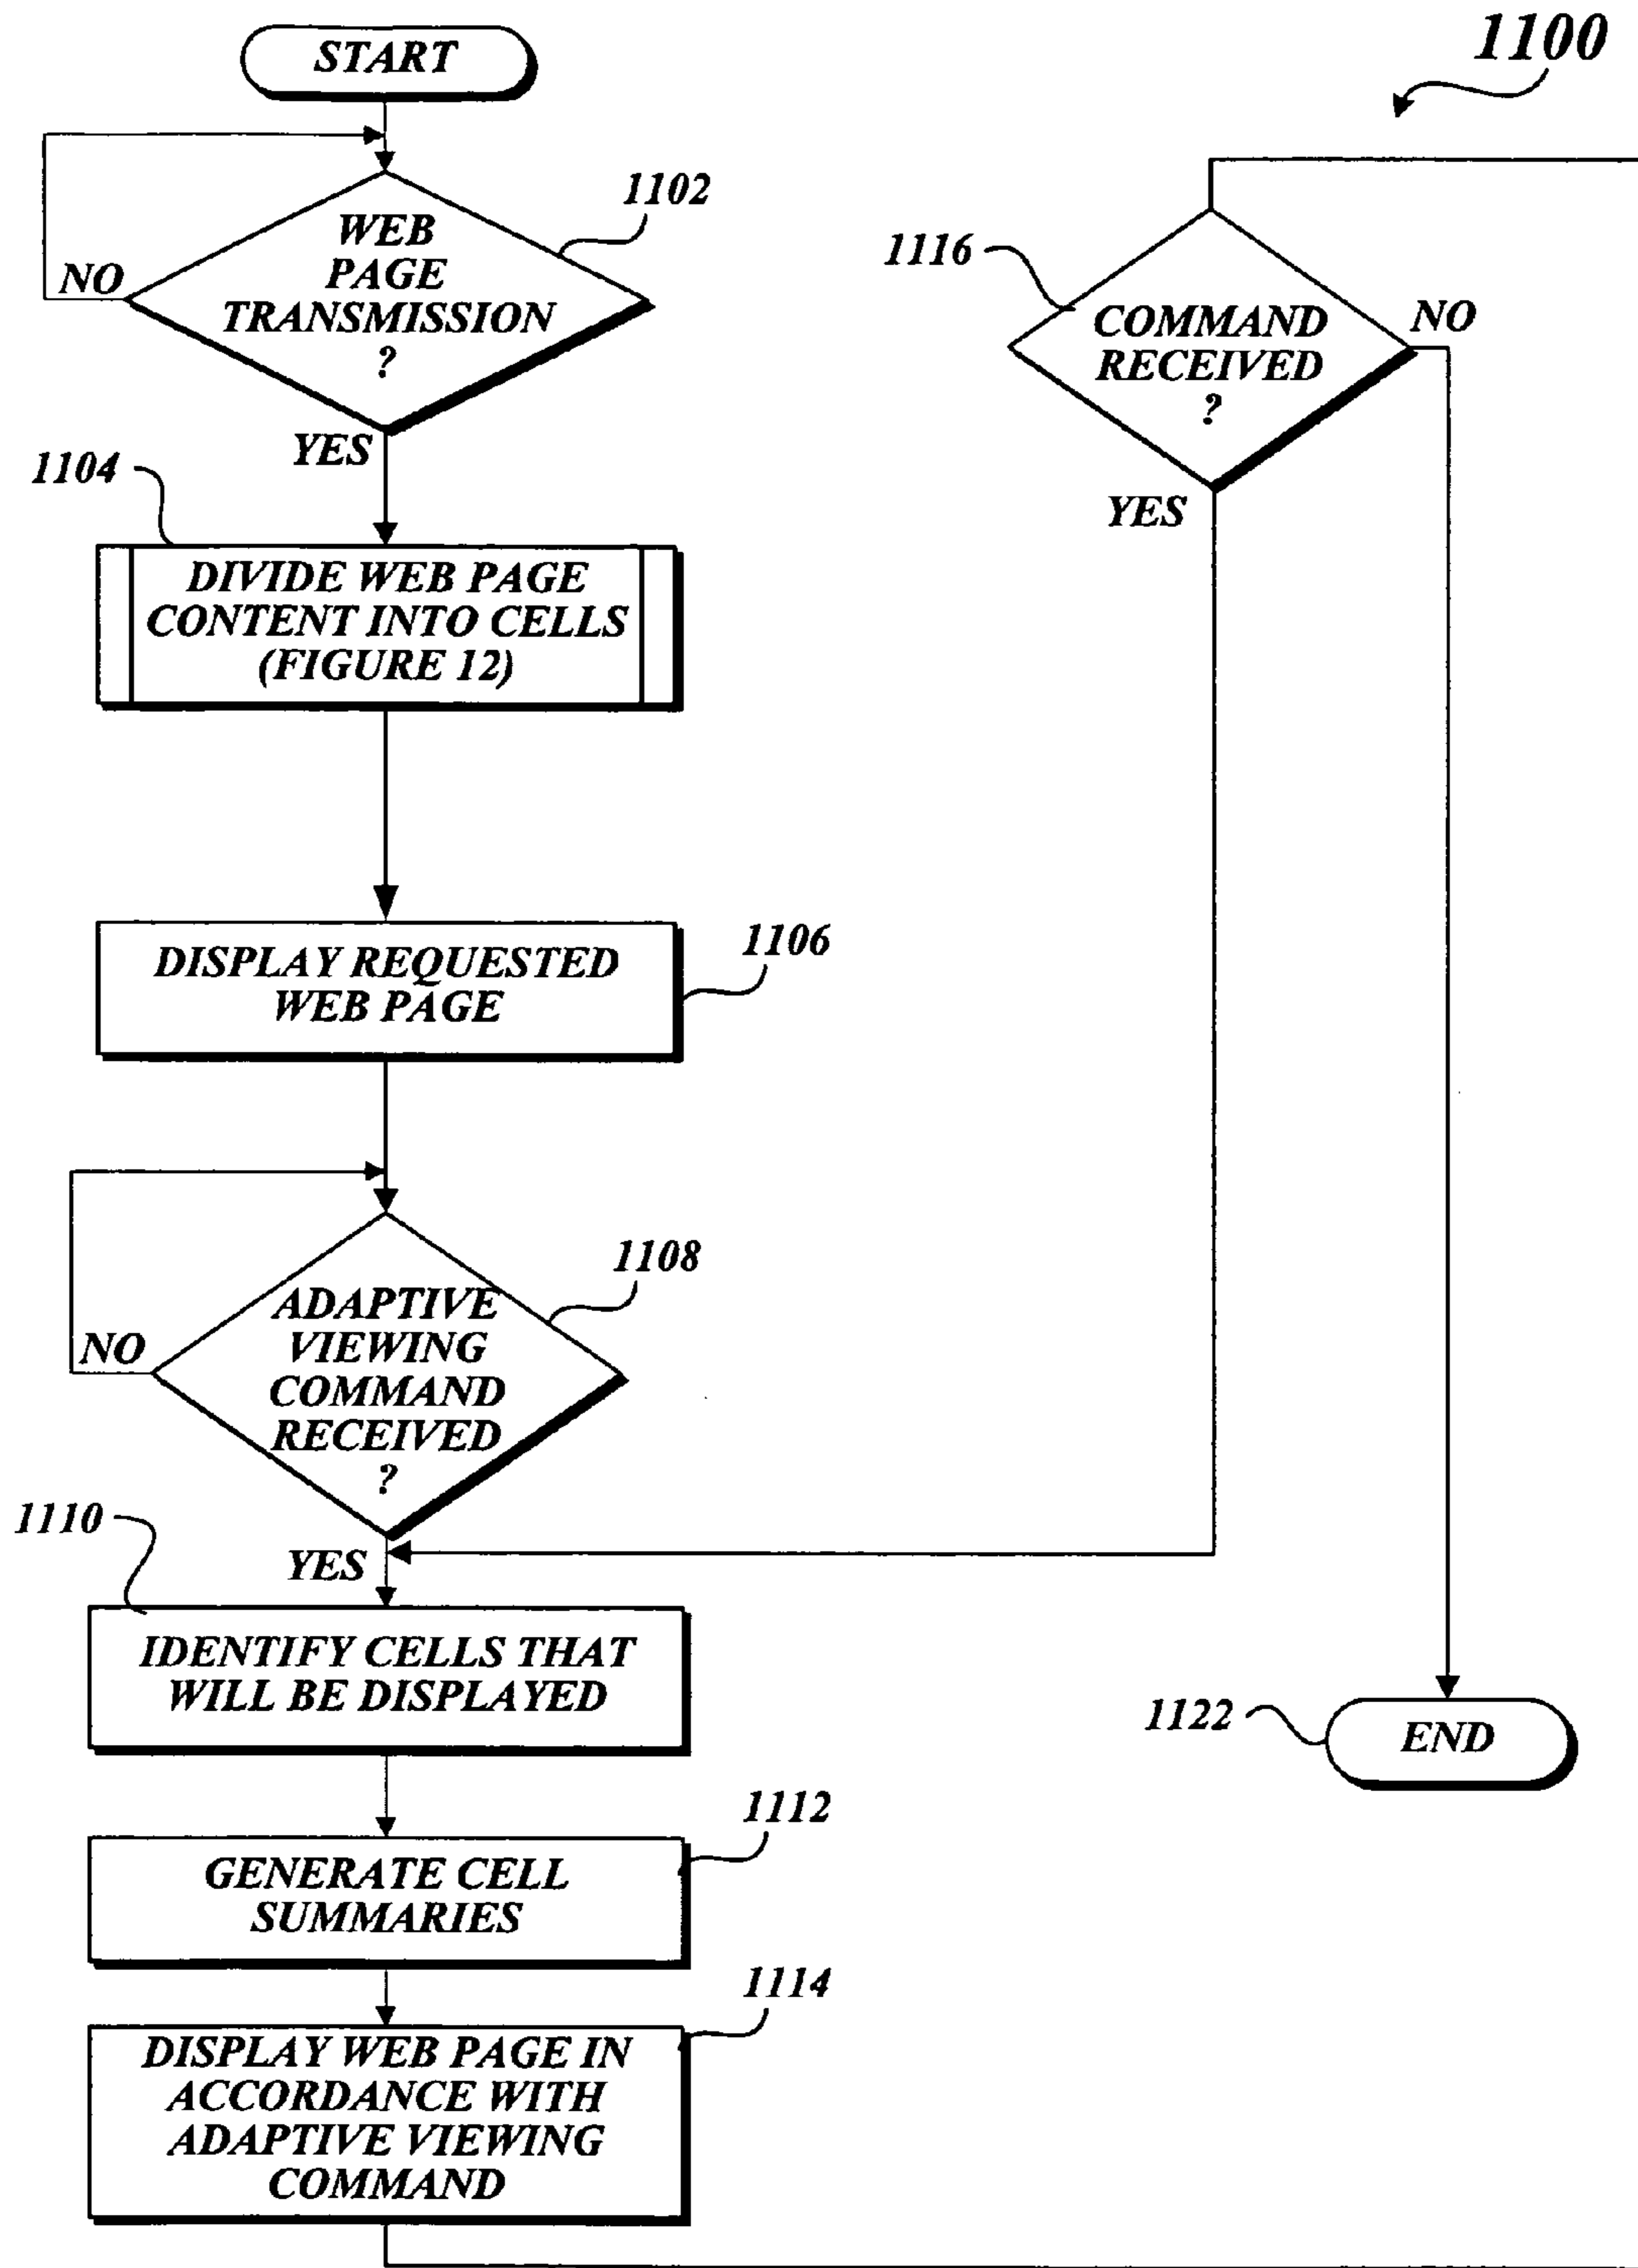 START
1100
1102
WEB
PAGE
TRANSMISSION
?
NO
YES
1104
DIVIDE WEB PAGE
CONTENT INTO CELLS
(FIGURE 12)
DISPLAY REQUESTED
WEB PAGE
1106
1108
ADAPTIVE
VIEWING
COMMAND
RECEIVED
?
NO
YES
1110
IDENTIFY CELLS THAT
WILL BE DISPLAYED
1112
GENERATE CELL
SUMMARIES
1114
DISPLAY WEB PAGE IN
ACCORDANCE WITH
ADAPTIVE VIEWING
COMMAND
1116
COMMAND
RECEIVED
?
NO
YES
1122
END